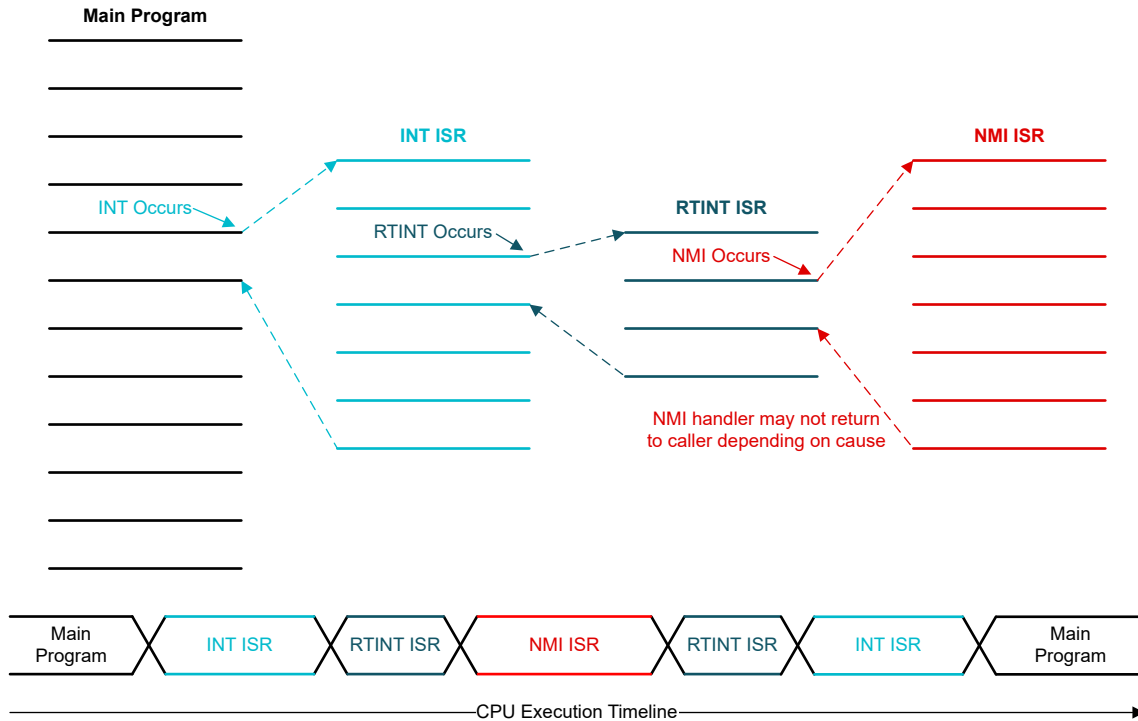 Main Program
INT ISR
NMI ISR
INT Occurs
RTINT ISR
RTINT Occurs
NMI Occurs
NMI handler may not return
to caller depending on cause
Main
Program
INT ISR
RTINT ISR
NMI ISR
RTINT ISR
INT ISR
Main
Program
CPU Execution Timeline